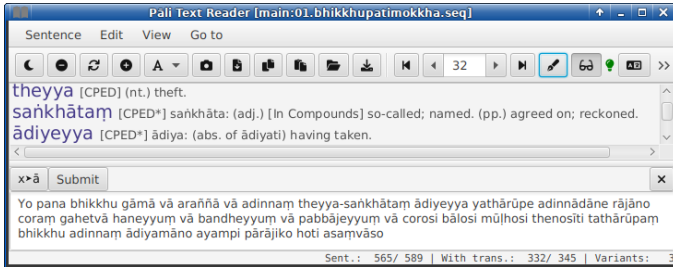 Pāli Text Reader [main:01.bhikkhupatimokkha.seq]
Sentence Edit View Go to
A 32 >>
theyya [CPED] (nt.) theft.
saṅkhātaṃ [CPED*] saṅkhāta: (adj.) [In Compounds] so-called; named. (pp.) agreed on; reckoned.
ādiyeyya [CPED*] ādiya: (abs. of ādiyati) having taken.
x➤ā Submit
Yo pana bhikkhu gāmā vā araññā vā adinnaṃ theyya-saṅkhātaṃ ādiyeyya yathārūpe adinnādāne rājāno
coraṃ gahetvā haneyyuṃ vā bandheyyuṃ vā pabbājeyyuṃ vā corosi bālosi mūḷhosi thenosīti tathārūpaṃ
bhikkhu adinnaṃ ādiyamāno ayampi pārājiko hoti asaṃvāso
Sent.: 565/ 589 | With trans.: 332/ 345 | Variants: 3